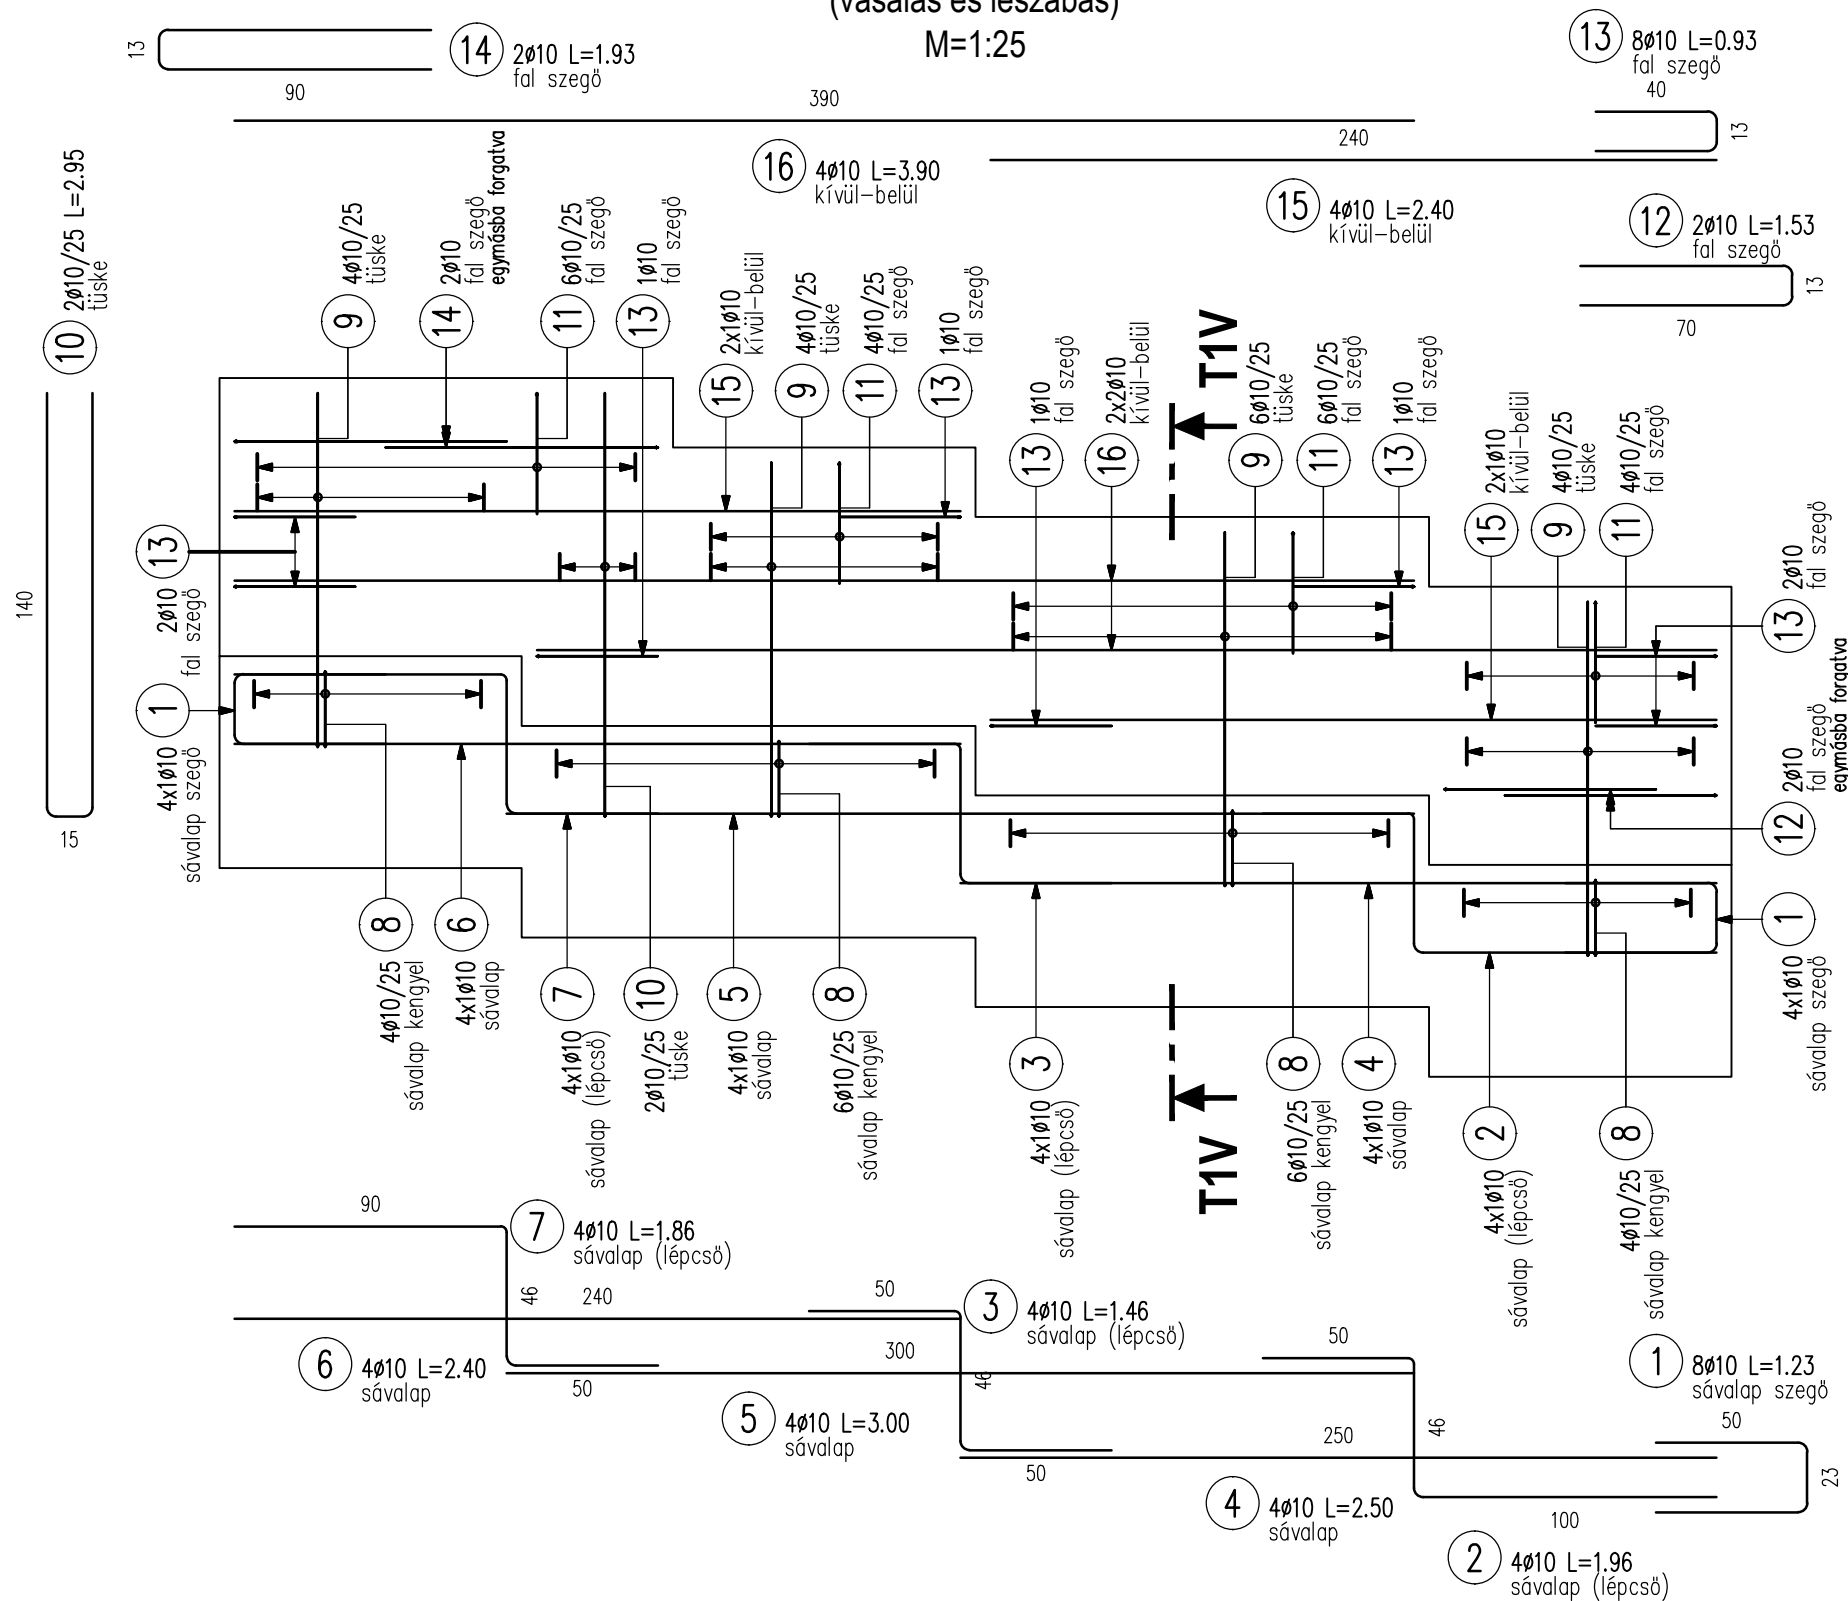 (vasalás és leszabás)
M=1:25
13
90
14
2ø10 L=1.93
fal szegő
390
13
8ø10 L=0.93
fal szegő
40
13
240
16
4ø10 L=3.90
kívül-belül
15
4ø10 L=2.40
kívül-belül
12
2ø10 L=1.53
fal szegő
13
70
10
2ø10/25 L=2.95
tüske
140
15
9
4ø10/25
tüske
14
2ø10
fal szegő
egymásba forgatva
11
6ø10/25
fal szegő
13
1ø10
fal szegő
15
2x1ø10
kívül-belül
9
4ø10/25
tüske
11
4ø10/25
fal szegő
13
1ø10
fal szegő
13
1ø10
fal szegő
16
2x2ø10
kívül-belül
T1V
9
6ø10/25
tüske
11
6ø10/25
fal szegő
13
1ø10
fal szegő
15
2x1ø10
kívül-belül
9
4ø10/25
tüske
11
4ø10/25
fal szegő
13
2ø10
fal szegő
13
2ø10
fal szegő
12
2ø10
fal szegő
egymásba forgatva
1
4x1ø10
sávalap szegő
1
4x1ø10
sávalap szegő
8
4ø10/25
sávalap kengyel
6
4x1ø10
sávalap
7
4x1ø10
sávalap (lépcső)
10
2ø10/25
tüske
5
4x1ø10
sávalap
8
6ø10/25
sávalap kengyel
3
4x1ø10
sávalap (lépcső)
T1V
8
6ø10/25
sávalap kengyel
4
4x1ø10
sávalap
2
4x1ø10
sávalap (lépcső)
8
4ø10/25
sávalap kengyel
90
7
4ø10 L=1.86
sávalap (lépcső)
46
240
50
3
4ø10 L=1.46
sávalap (lépcső)
6
4ø10 L=2.40
sávalap
50
300
46
50
1
8ø10 L=1.23
sávalap szegő
50
23
5
4ø10 L=3.00
sávalap
250
46
50
4
4ø10 L=2.50
sávalap
100
2
4ø10 L=1.96
sávalap (lépcső)